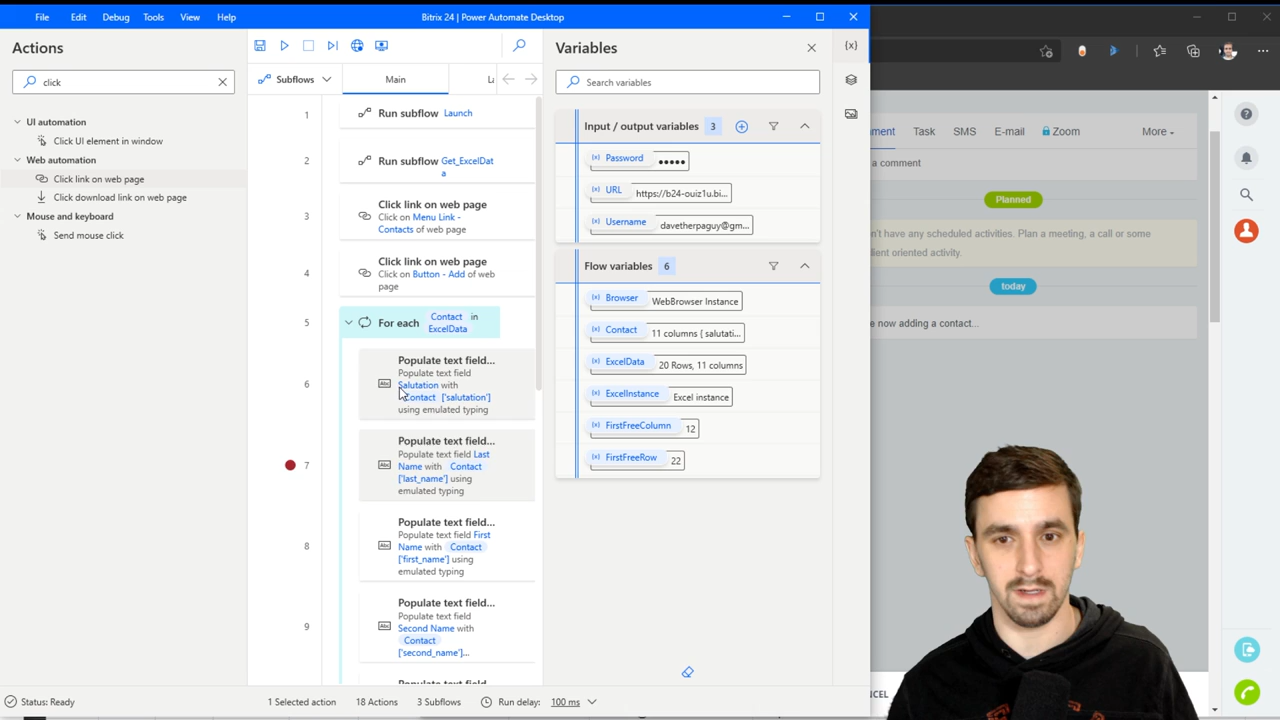 File Edit Debug Tools View Help
Bitrix 24 | Power Automate Desktop
Actions
click
UI automation
Click UI element in window
Web automation
Click link on web page
Click download link on web page
Mouse and keyboard
Send mouse click
Subflows
Main
1
Run subflow Launch
2
Run subflow Get_ExcelDat
a
3
Click link on web page
Click on Menu Link -
Contacts of web page
4
Click link on web page
Click on Button - Add of web
page
5
For each Contact in
ExcelData
6
Populate text field...
Populate text field
Salutation with
Contact ['salutation']
using emulated typing
7
Populate text field...
Populate text field Last
Name with Contact
['last_name'] using
emulated typing
8
Populate text field...
Populate text field First
Name with Contact
['first_name'] using
emulated typing
9
Populate text field...
Populate text field
Second Name with
Contact
['second_name']...
Populate text field
Variables
{x}
Search variables
Input / output variables 3
Password •••••
URL https://b24-ouiz1u.bi...
Username davetherpaguy@gm...
Flow variables 6
Browser WebBrowser Instance
Contact 11 columns { salutati...
ExcelData 20 Rows, 11 columns
ExcelInstance Excel instance
FirstFreeColumn 12
FirstFreeRow 22
Status: Ready
1 Selected action
18 Actions
3 Subflows
Run delay: 100 ms
ment Task SMS E-mail Zoom More
a comment
Planned
n't have any scheduled activities. Plan a meeting, a call or some
lient oriented activity.
today
e now adding a contact...
CEL